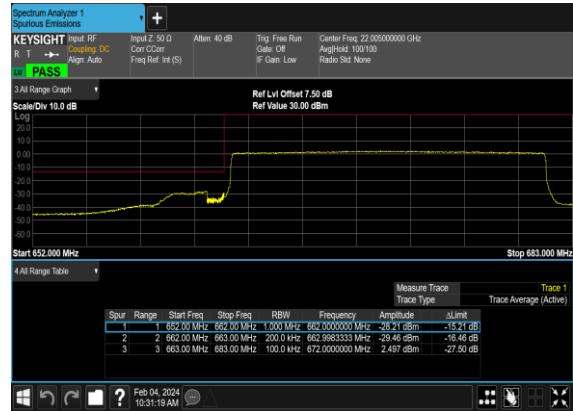 Spectrum Analyzer 1
Spurious Emissions
+
KEYSIGHT Input: RF Input Z: 50 Ω Atten: 40 dB Trig: Free Run Center Freq: 22.005000000 GHz
R T Coupling: DC Corr CCorr Gate: Off Avg|Hold: 100/100
Align: Auto Freq Ref: Int (S) IF Gain: Low Radio Std: None
LW PASS
3 All Range Graph
Ref Lvl Offset 7.50 dB
Scale/Div 10.0 dB Ref Value 30.00 dBm
Log
20.0
10.0
0.00
-10.0
-20.0
-30.0
-40.0
-50.0
-60.0
Start 652.000 MHz Stop 683.000 MHz
4 All Range Table
Measure Trace Trace 1
Trace Type Trace Average (Active)
Spur Range Start Freq Stop Freq RBW Frequency Amplitude ΔLimit
1 1 652.00 MHz 662.00 MHz 1.000 MHz 662.0000000 MHz -28.21 dBm -15.21 dB
2 2 662.00 MHz 663.00 MHz 200.0 kHz 662.9983333 MHz -29.46 dBm -16.46 dB
3 3 663.00 MHz 683.00 MHz 100.0 kHz 672.0000000 MHz 2.497 dBm -27.50 dB
? Feb 04, 2024
10:31:19 AM